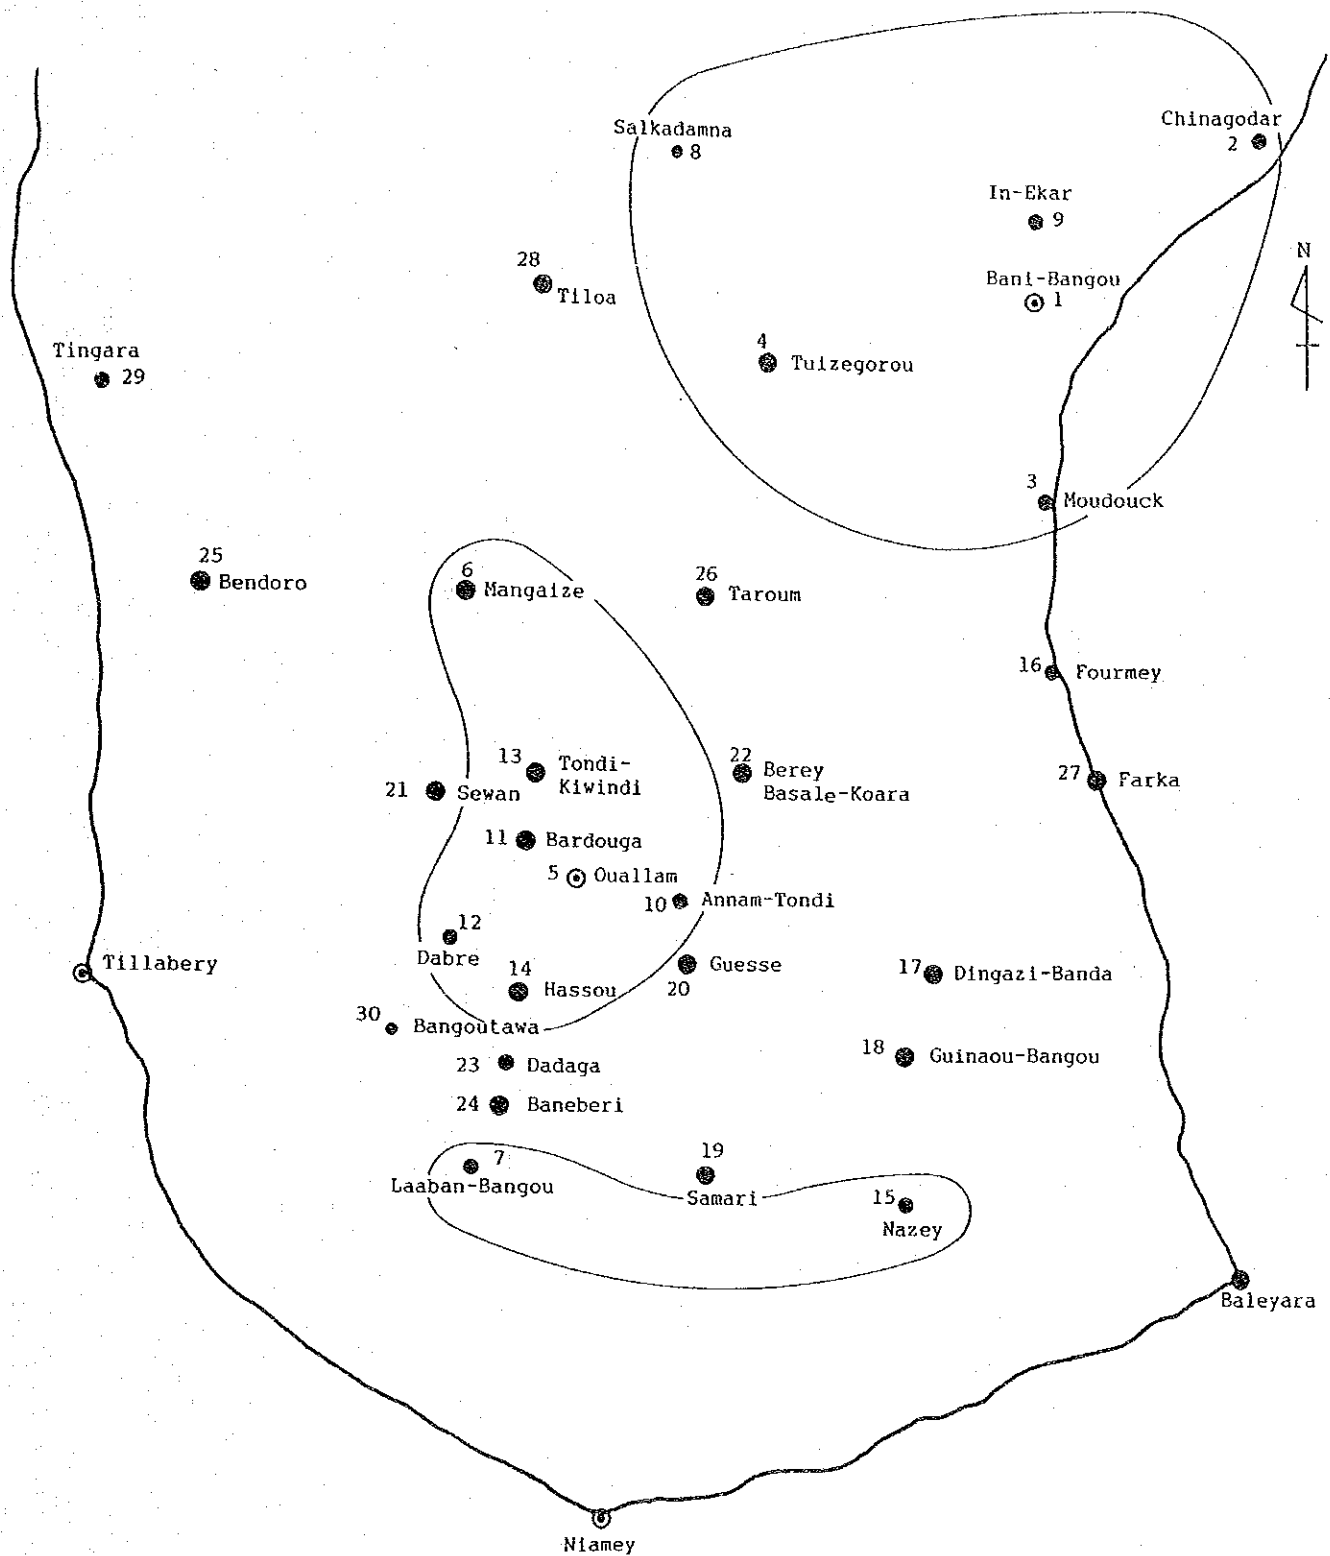 Salkadamna
8
Chinagodar
2
In-Ekar
9
N
28
Tiloa
Bani-Bangou
1
Tingara
29
4
Tuizegorou
3
Moudouck
25
Bendoro
6
Mangaize
26
Taroum
16
Fourmey
13
Tondi-
Kiwindi
22
Berey
Basale-Koara
27
Farka
21
Sewan
11
Bardouga
5
Ouallam
10
Annam-Tondi
12
Dabre
Tillabery
14
Hassou
Guesse
20
17
Dingazi-Banda
30
Bangoutawa
18
Guinaou-Bangou
23
Dadaga
24
Baneberi
7
Laaban-Bangou
19
Samari
15
Nazey
Baleyara
Niamey